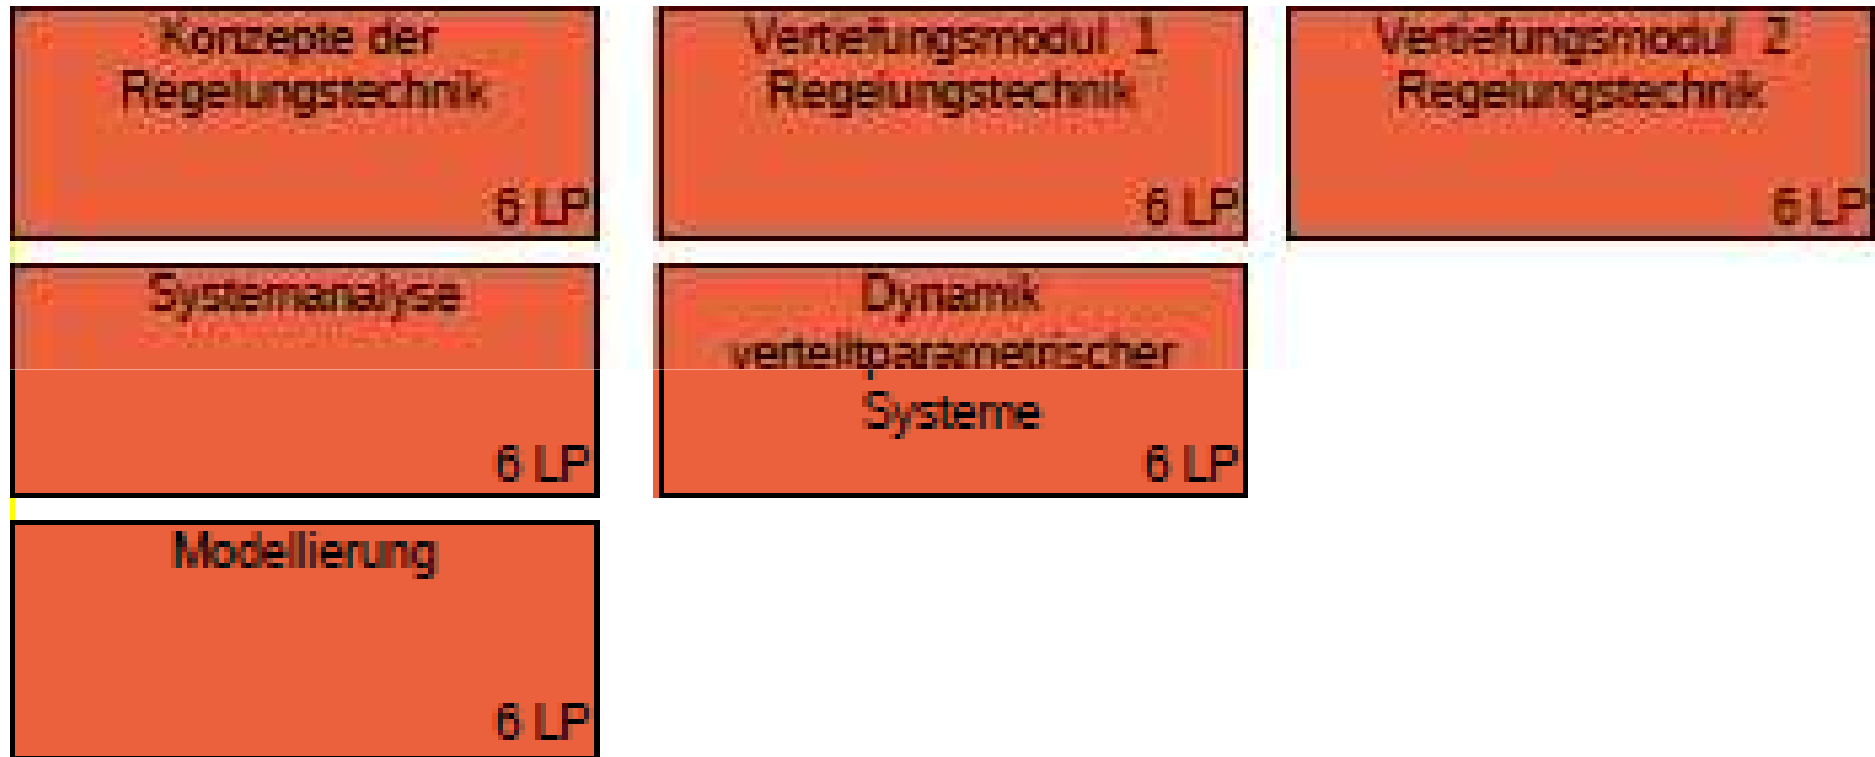 Konzepte der
Regelungstechnik
6 LP
Vertiefungsmodul 1
Regelungstechnik
6 LP
Vertiefungsmodul 2
Regelungstechnik
6 LP
Systemanalyse
6 LP
Dynamik
verteiltparametrischer
Systeme
6 LP
Modellierung
6 LP